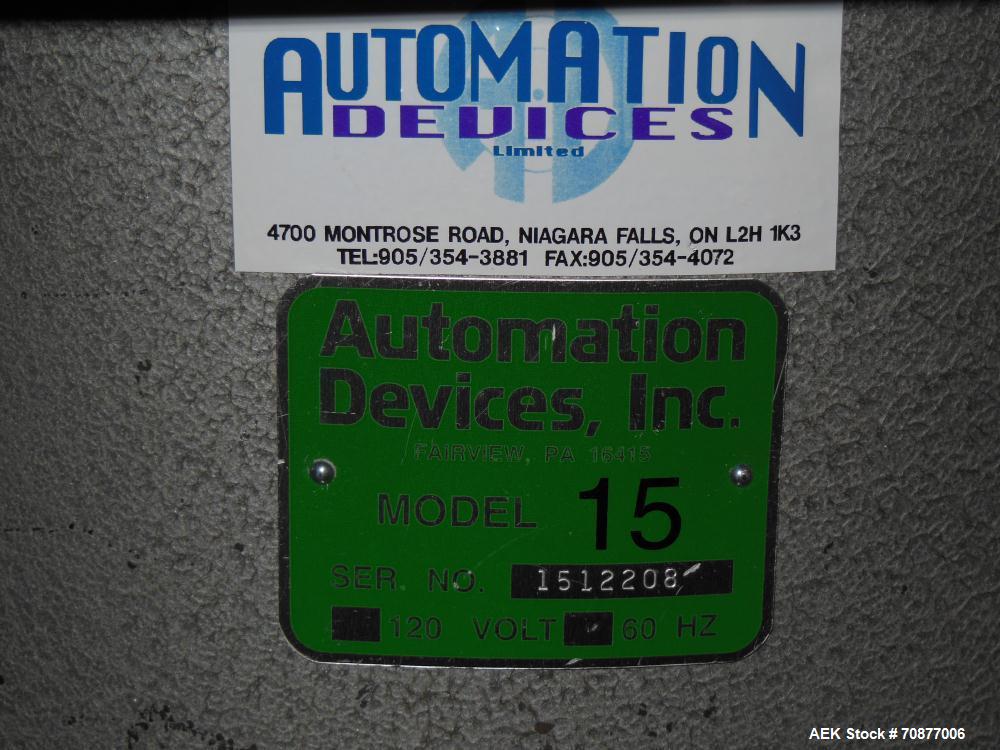 AUTOMATION
DEVICES
Limited
4700 MONTROSE ROAD, NIAGARA FALLS, ON L2H 1K3
TEL:905/354-3881 FAX:905/354-4072
Automation
Devices, Inc.
FAIRVIEW, PA 16415
MODEL 15
SER. NO. 1512208
120 VOLT 60 HZ
AEK Stock # 70877006